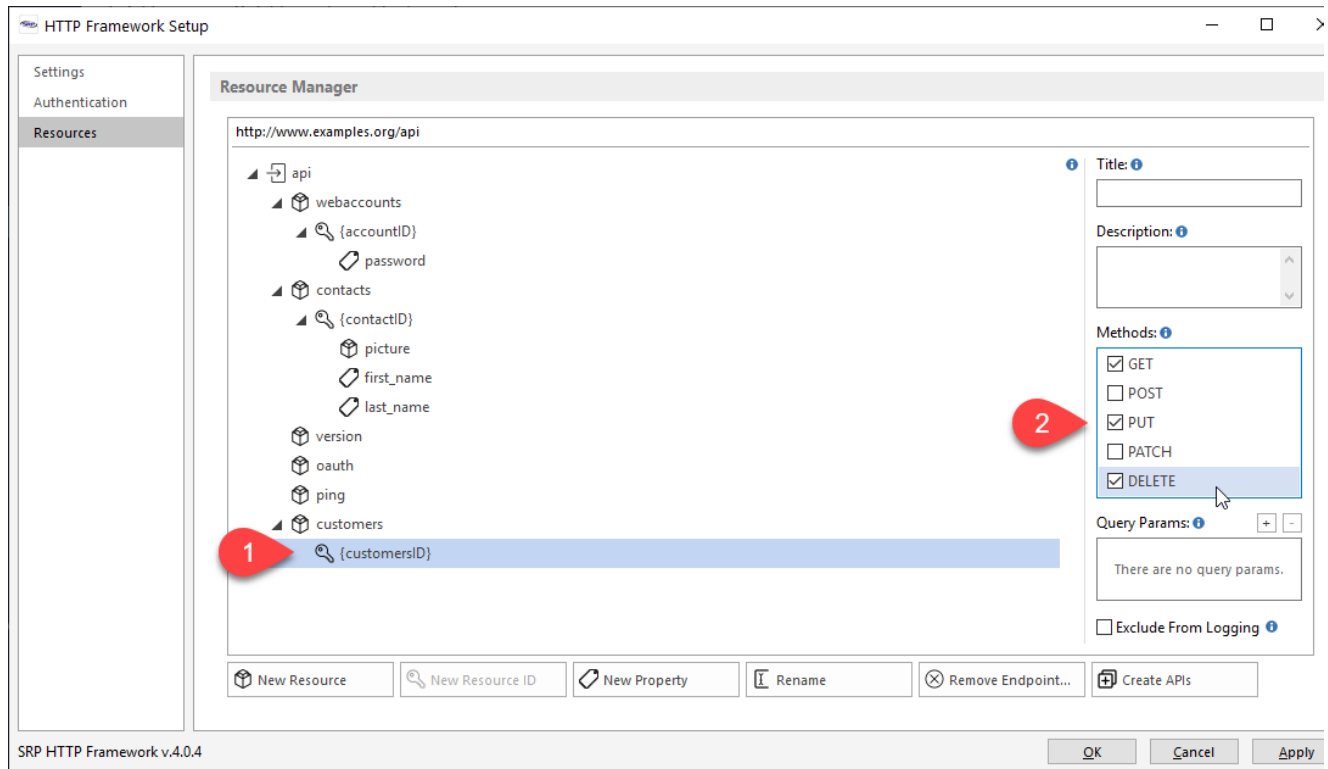 HTTP Framework Setup
Settings
Authentication
Resources
Resource Manager
http://www.examples.org/api
api
webaccounts
{accountID}
password
contacts
{contactID}
picture
first_name
last_name
version
oauth
ping
customers
1
{customersID}
Title:
Description:
Methods:
GET
POST
2
PUT
PATCH
DELETE
Query Params:
+ -
There are no query params.
Exclude From Logging
New Resource
New Resource ID
New Property
Rename
Remove Endpoint...
Create APIs
SRP HTTP Framework v.4.0.4
OK
Cancel
Apply